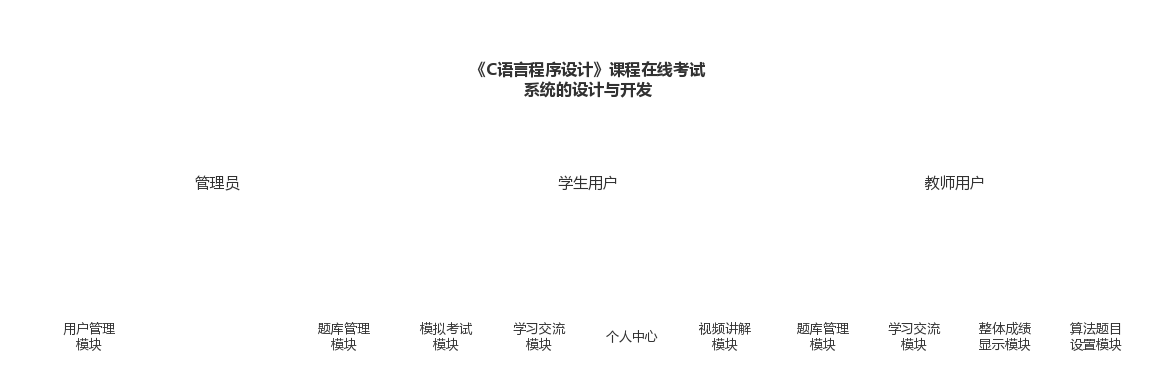 《C语言程序设计》课程在线考试
系统的设计与开发
管理员
学生用户
教师用户
用户管理
模块
题库管理
模块
模拟考试
模块
学习交流
模块
个人中心
视频讲解
模块
题库管理
模块
学习交流
模块
整体成绩
显示模块
算法题目
设置模块